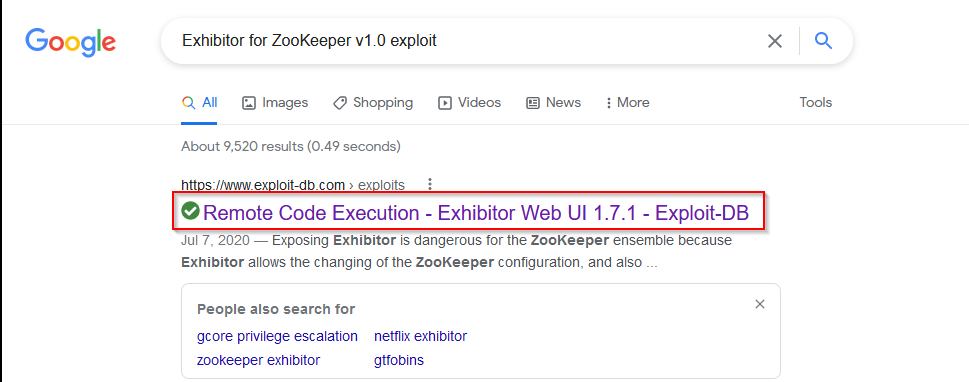 Google
Exhibitor for ZooKeeper v1.0 exploit
All Images Shopping Videos News More Tools
About 9,520 results (0.49 seconds)
https://www.exploit-db.com › exploits
Remote Code Execution - Exhibitor Web UI 1.7.1 - Exploit-DB
Jul 7, 2020 — Exposing Exhibitor is dangerous for the ZooKeeper ensemble because
Exhibitor allows the changing of the ZooKeeper configuration, and also ...
People also search for
gcore privilege escalation netflix exhibitor
zookeeper exhibitor gtfobins